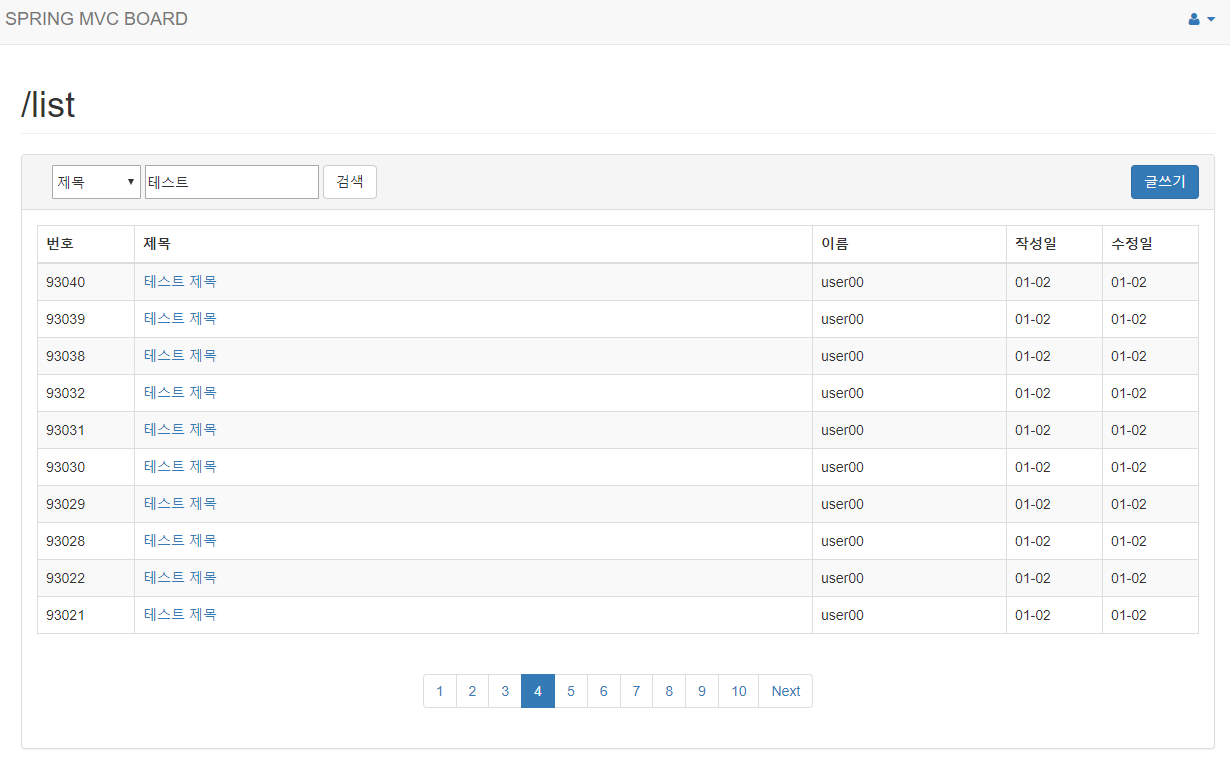 SPRING MVC BOARD
/list
제목 테스트 검색 글쓰기
번호 제목 이름 작성일 수정일
93040 테스트 제목 user00 01-02 01-02
93039 테스트 제목 user00 01-02 01-02
93038 테스트 제목 user00 01-02 01-02
93032 테스트 제목 user00 01-02 01-02
93031 테스트 제목 user00 01-02 01-02
93030 테스트 제목 user00 01-02 01-02
93029 테스트 제목 user00 01-02 01-02
93028 테스트 제목 user00 01-02 01-02
93022 테스트 제목 user00 01-02 01-02
93021 테스트 제목 user00 01-02 01-02
1 2 3 4 5 6 7 8 9 10 Next